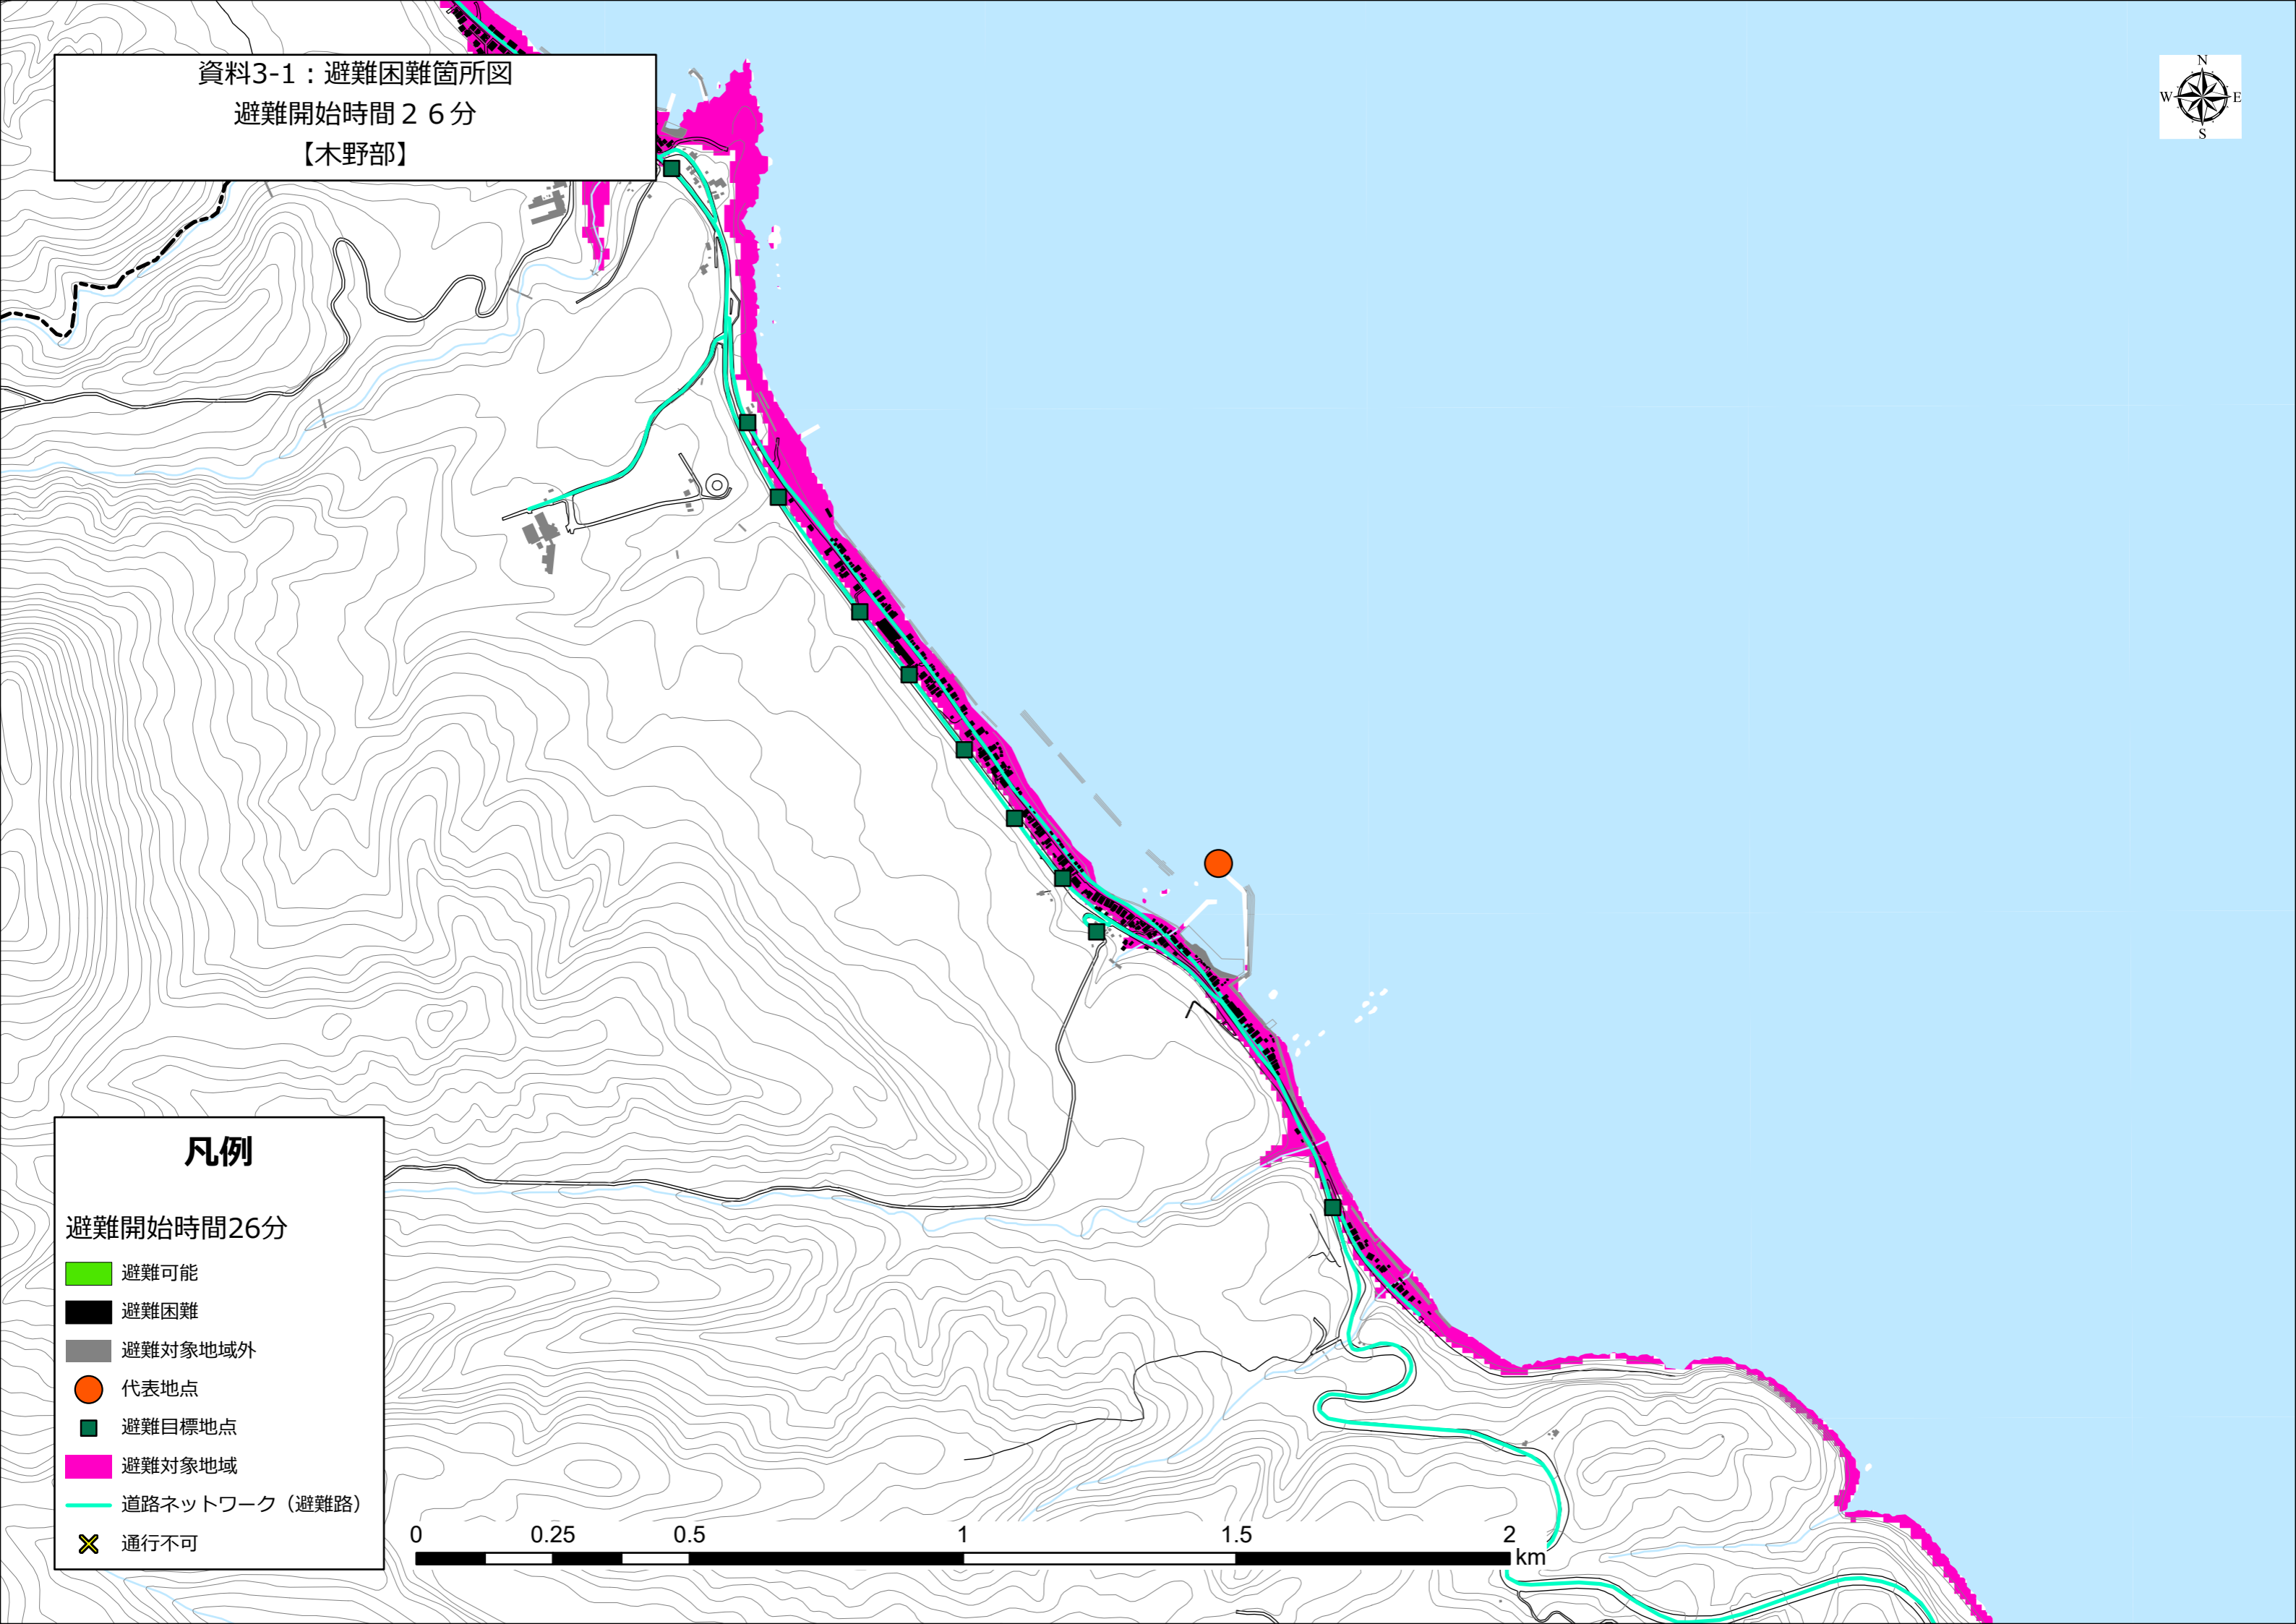 資料3-1：避難困難箇所図
避難開始時間２６分
【木野部】
N
W E
S
凡例
避難開始時間26分
避難可能
避難困難
避難対象地域外
代表地点
避難目標地点
避難対象地域
道路ネットワーク（避難路）
通行不可
0 0.25 0.5 1 1.5 2
km